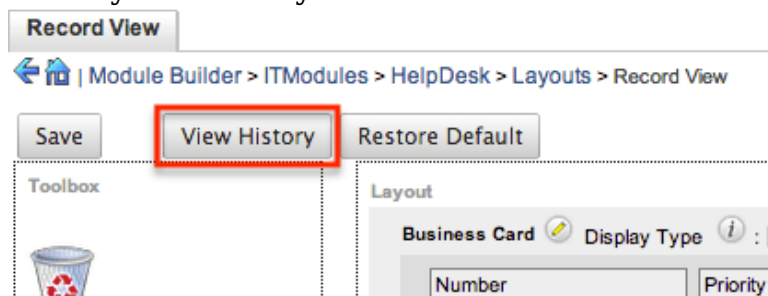 Record View
| Module Builder > ITModules > HelpDesk > Layouts > Record View
Save View History Restore Default
Toolbox
Layout
Business Card Display Type i :
Number Priority